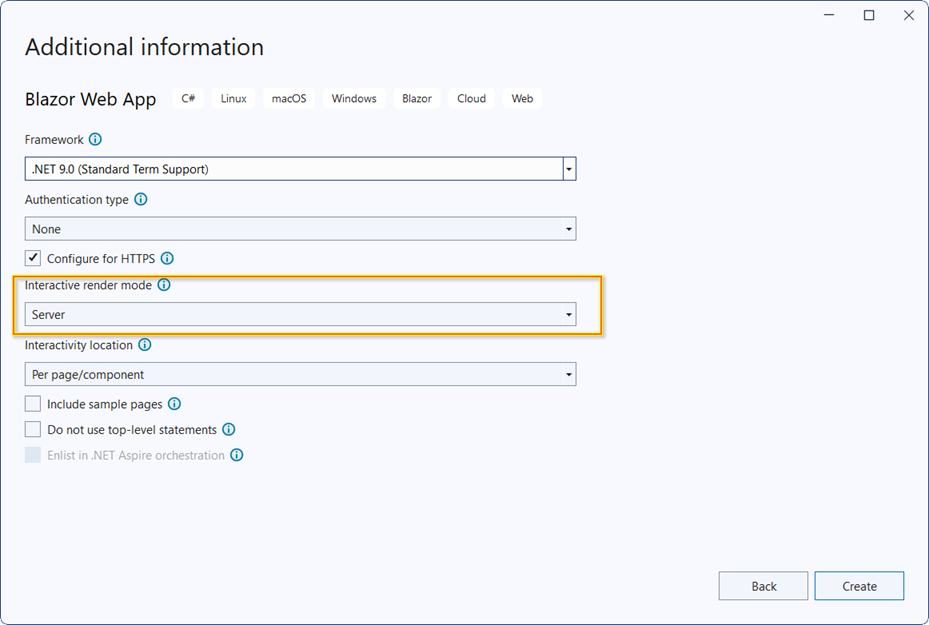 Additional information
Blazor Web App C# Linux macOS Windows Blazor Cloud Web
Framework
.NET 9.0 (Standard Term Support)
Authentication type
None
Configure for HTTPS
Interactive render mode
Server
Interactivity location
Per page/component
Include sample pages
Do not use top-level statements
Enlist in .NET Aspire orchestration
Back Create